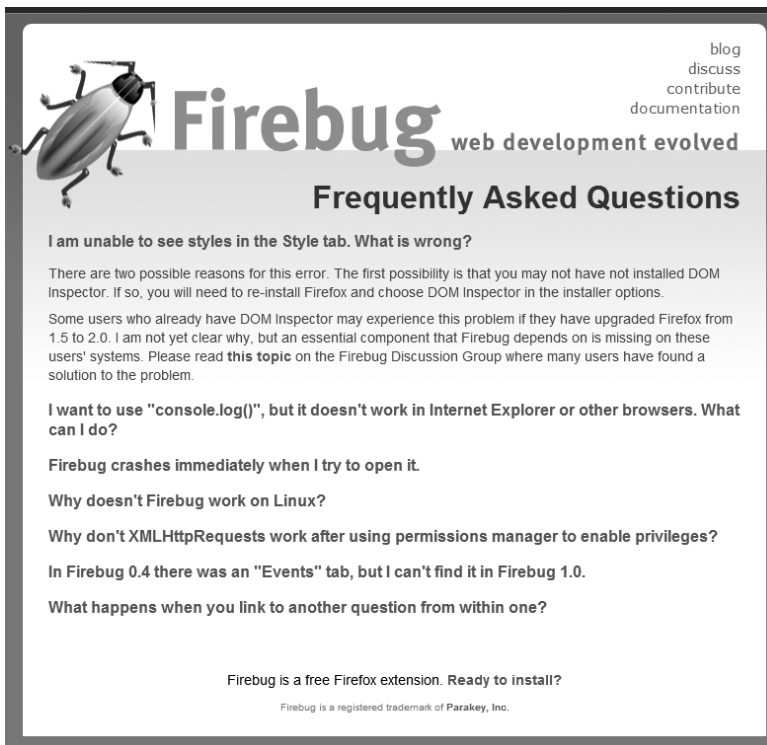 blog
discuss
contribute
documentation
Firebug web development evolved
Frequently Asked Questions
I am unable to see styles in the Style tab. What is wrong?
There are two possible reasons for this error. The first possibility is that you may not have not installed DOM
Inspector. If so, you will need to re-install Firefox and choose DOM Inspector in the installer options.
Some users who already have DOM Inspector may experience this problem if they have upgraded Firefox from
1.5 to 2.0. I am not yet clear why, but an essential component that Firebug depends on is missing on these
users' systems. Please read this topic on the Firebug Discussion Group where many users have found a
solution to the problem.
I want to use "console.log()", but it doesn't work in Internet Explorer or other browsers. What
can I do?
Firebug crashes immediately when I try to open it.
Why doesn't Firebug work on Linux?
Why don't XMLHttpRequests work after using permissions manager to enable privileges?
In Firebug 0.4 there was an "Events" tab, but I can't find it in Firebug 1.0.
What happens when you link to another question from within one?
Firebug is a free Firefox extension. Ready to install?
Firebug is a registered trademark of Parakey, Inc.